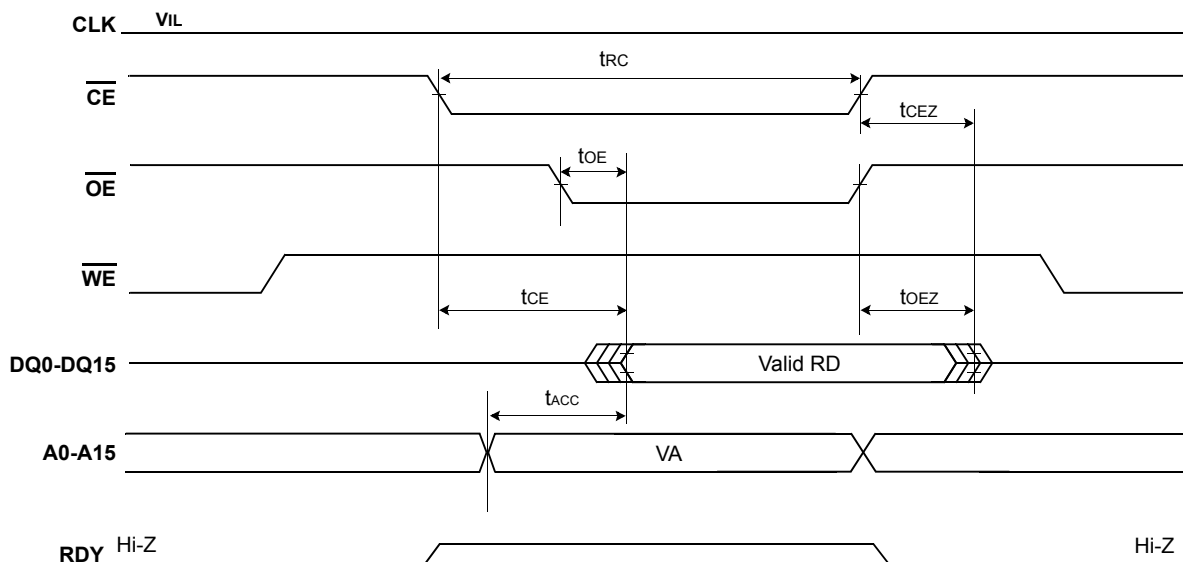 CLK VIL
tRC
CE
tCEZ
tOE
OE
WE
tCE
tOEZ
DQ0-DQ15 Valid RD
tACC
A0-A15 VA
RDY Hi-Z Hi-Z